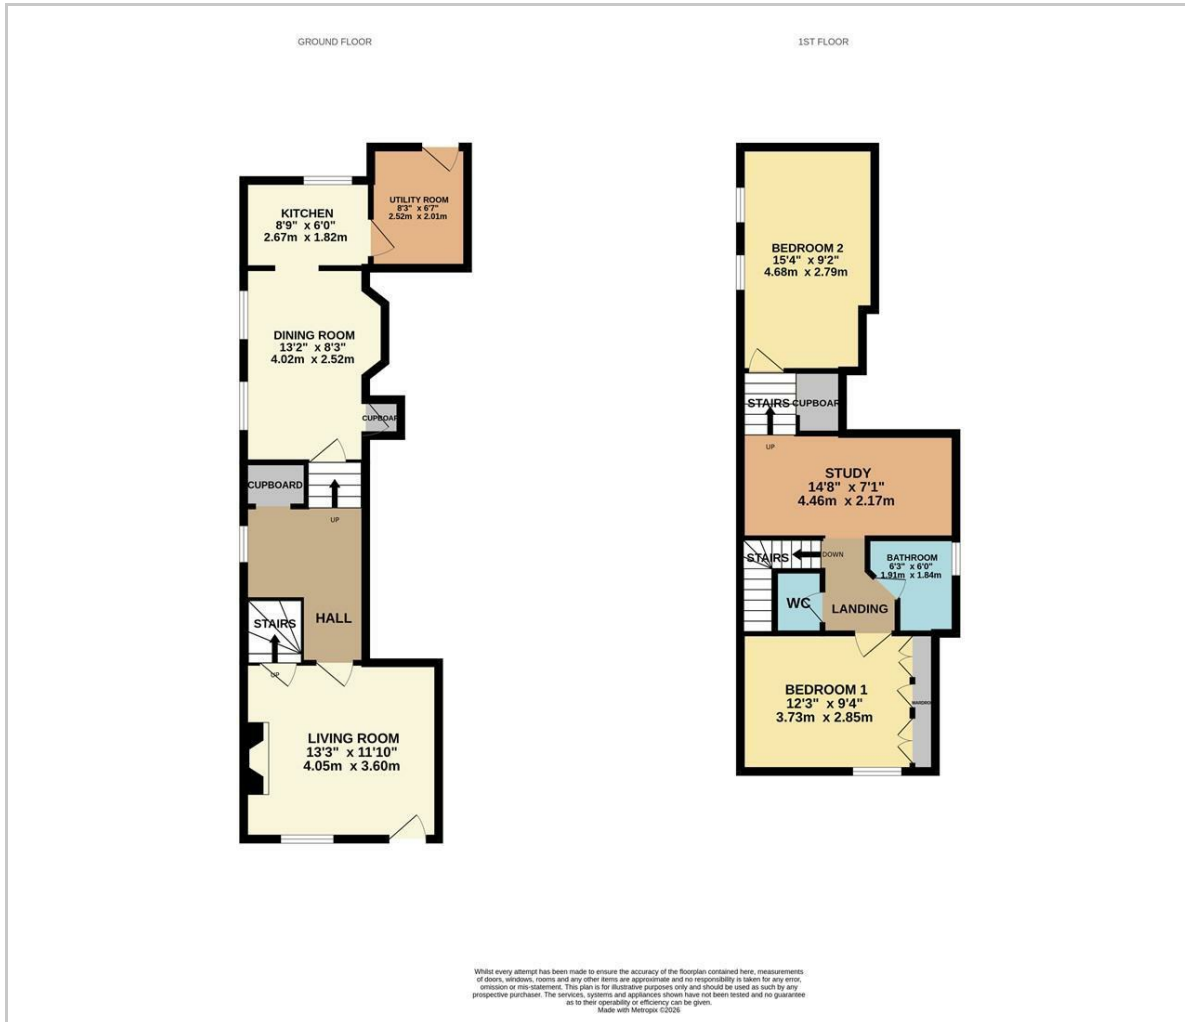 GROUND FLOOR
UTILITY ROOM
8'3" x 6'7"
2.52m x 2.01m
KITCHEN
8'9" x 6'0"
2.67m x 1.82m
DINING ROOM
13'2" x 8'3"
4.02m x 2.52m
CUPBOAR
CUPBOARD
UP
HALL
STAIRS
UP
LIVING ROOM
13'3" x 11'10"
4.05m x 3.60m
1ST FLOOR
BEDROOM 2
15'4" x 9'2"
4.68m x 2.79m
STAIRS
CUPBOAR
UP
STUDY
14'8" x 7'1"
4.46m x 2.17m
STAIRS
DOWN
BATHROOM
6'3" x 6'0"
1.91m x 1.84m
WC
LANDING
BEDROOM 1
12'3" x 9'4"
3.73m x 2.85m
Whilst every attempt has been made to ensure the accuracy of the floorplan contained here, measurements
of doors, windows, rooms and any other items are approximate and no responsibility is taken for any error,
omission or mis-statement. This plan is for illustrative purposes only and should be used as such by any
prospective purchaser. The services, systems and appliances shown have not been tested and no guarantee
as to their operability or efficiency can be given.
Made with Metropix ©2026